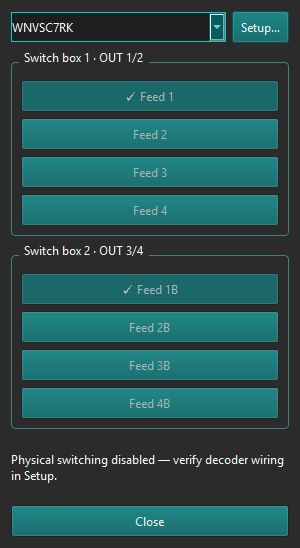 WNVSC7RK
Setup...
Switch box 1 · OUT 1/2
✓ Feed 1
Feed 2
Feed 3
Feed 4
Switch box 2 · OUT 3/4
✓ Feed 1B
Feed 2B
Feed 3B
Feed 4B
Physical switching disabled — verify decoder wiring
in Setup.
Close